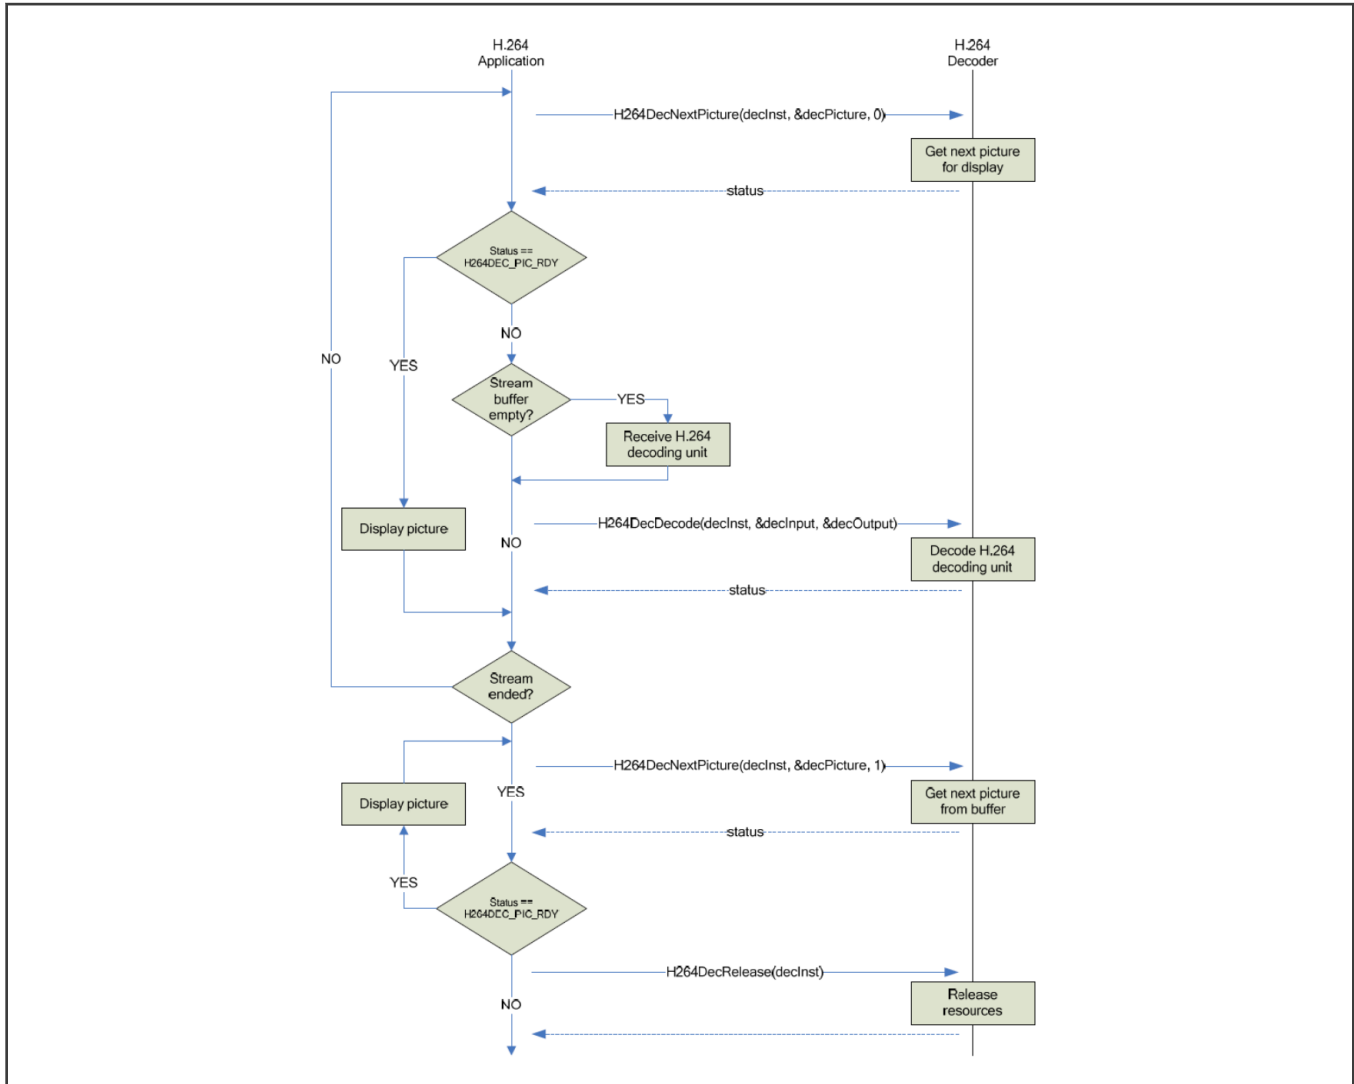 H.264
Application
H.264
Decoder
H264DecNextPicture(decInst, &decPicture, 0)
Get next picture
for display
status
Status ==
H264DEC_PIC_RDY
NO
NO
YES
Stream
buffer
empty?
YES
Receive H.264
decoding unit
Display picture
H264DecDecode(decInst, &decInput, &decOutput)
NO
Decode H.264
decoding unit
status
Stream
ended?
H264DecNextPicture(decInst, &decPicture, 1)
YES
Display picture
Get next picture
from buffer
status
YES
Status ==
H264DEC_PIC_RDY
H264DecRelease(decInst)
NO
Release
resources